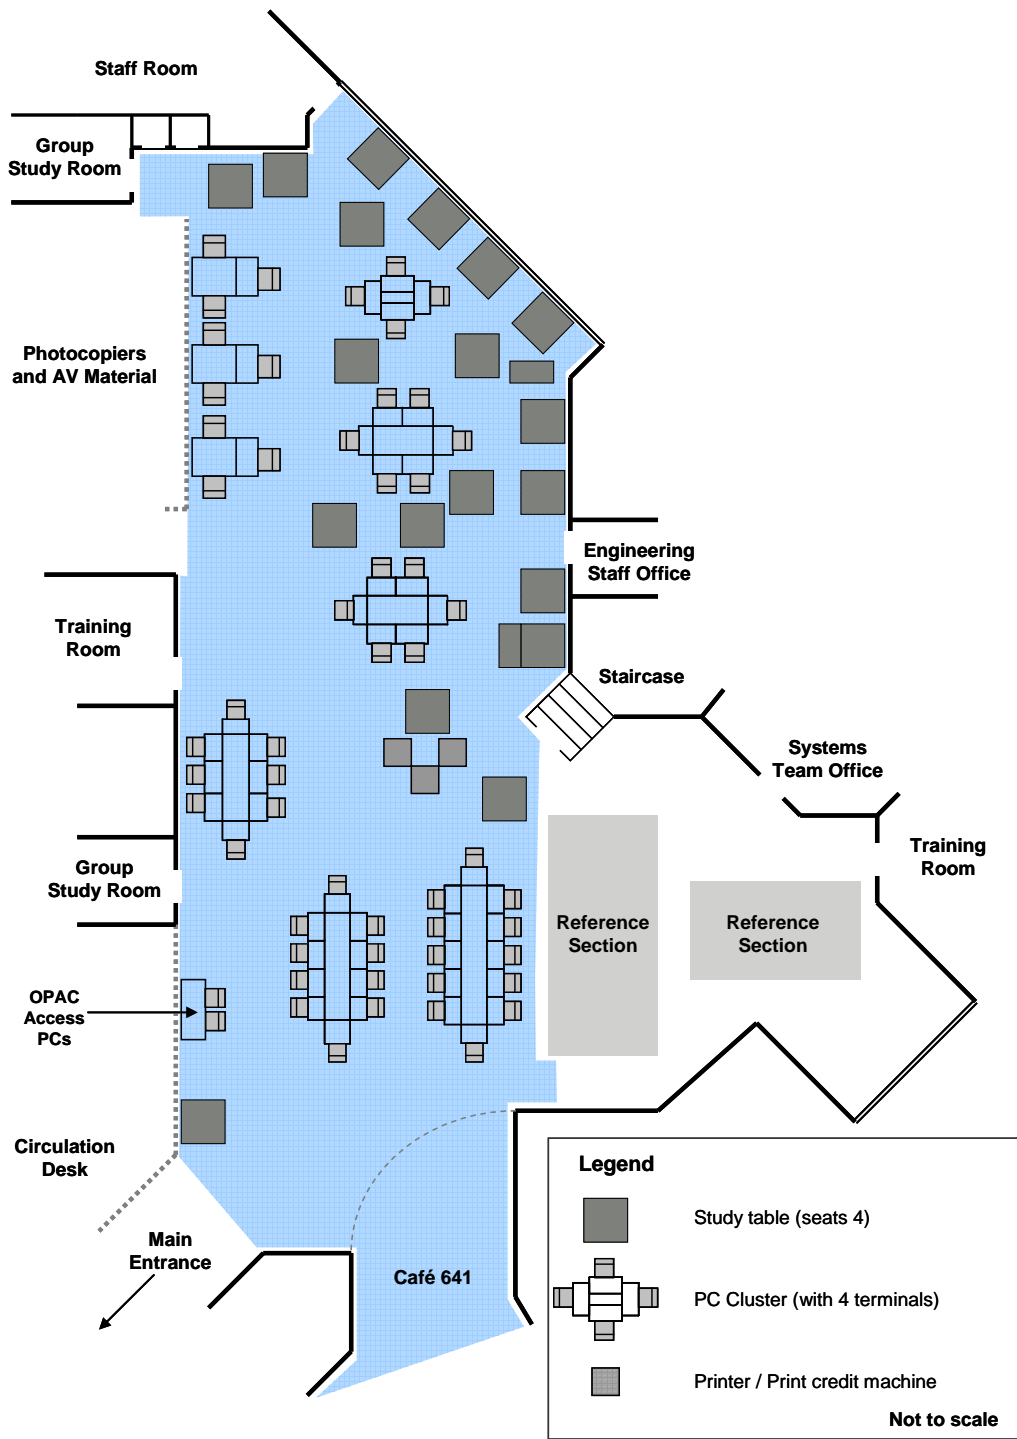 Staff Room
Group
Study Room
Photocopiers
and AV Material
Engineering
Staff Office
Training
Room
Staircase
Systems
Team Office
Training
Room
Group
Study Room
Reference
Section
Reference
Section
OPAC
Access
PCs
Circulation
Desk
Main
Entrance
Café 641
Legend
Study table (seats 4)
PC Cluster (with 4 terminals)
Printer / Print credit machine
Not to scale